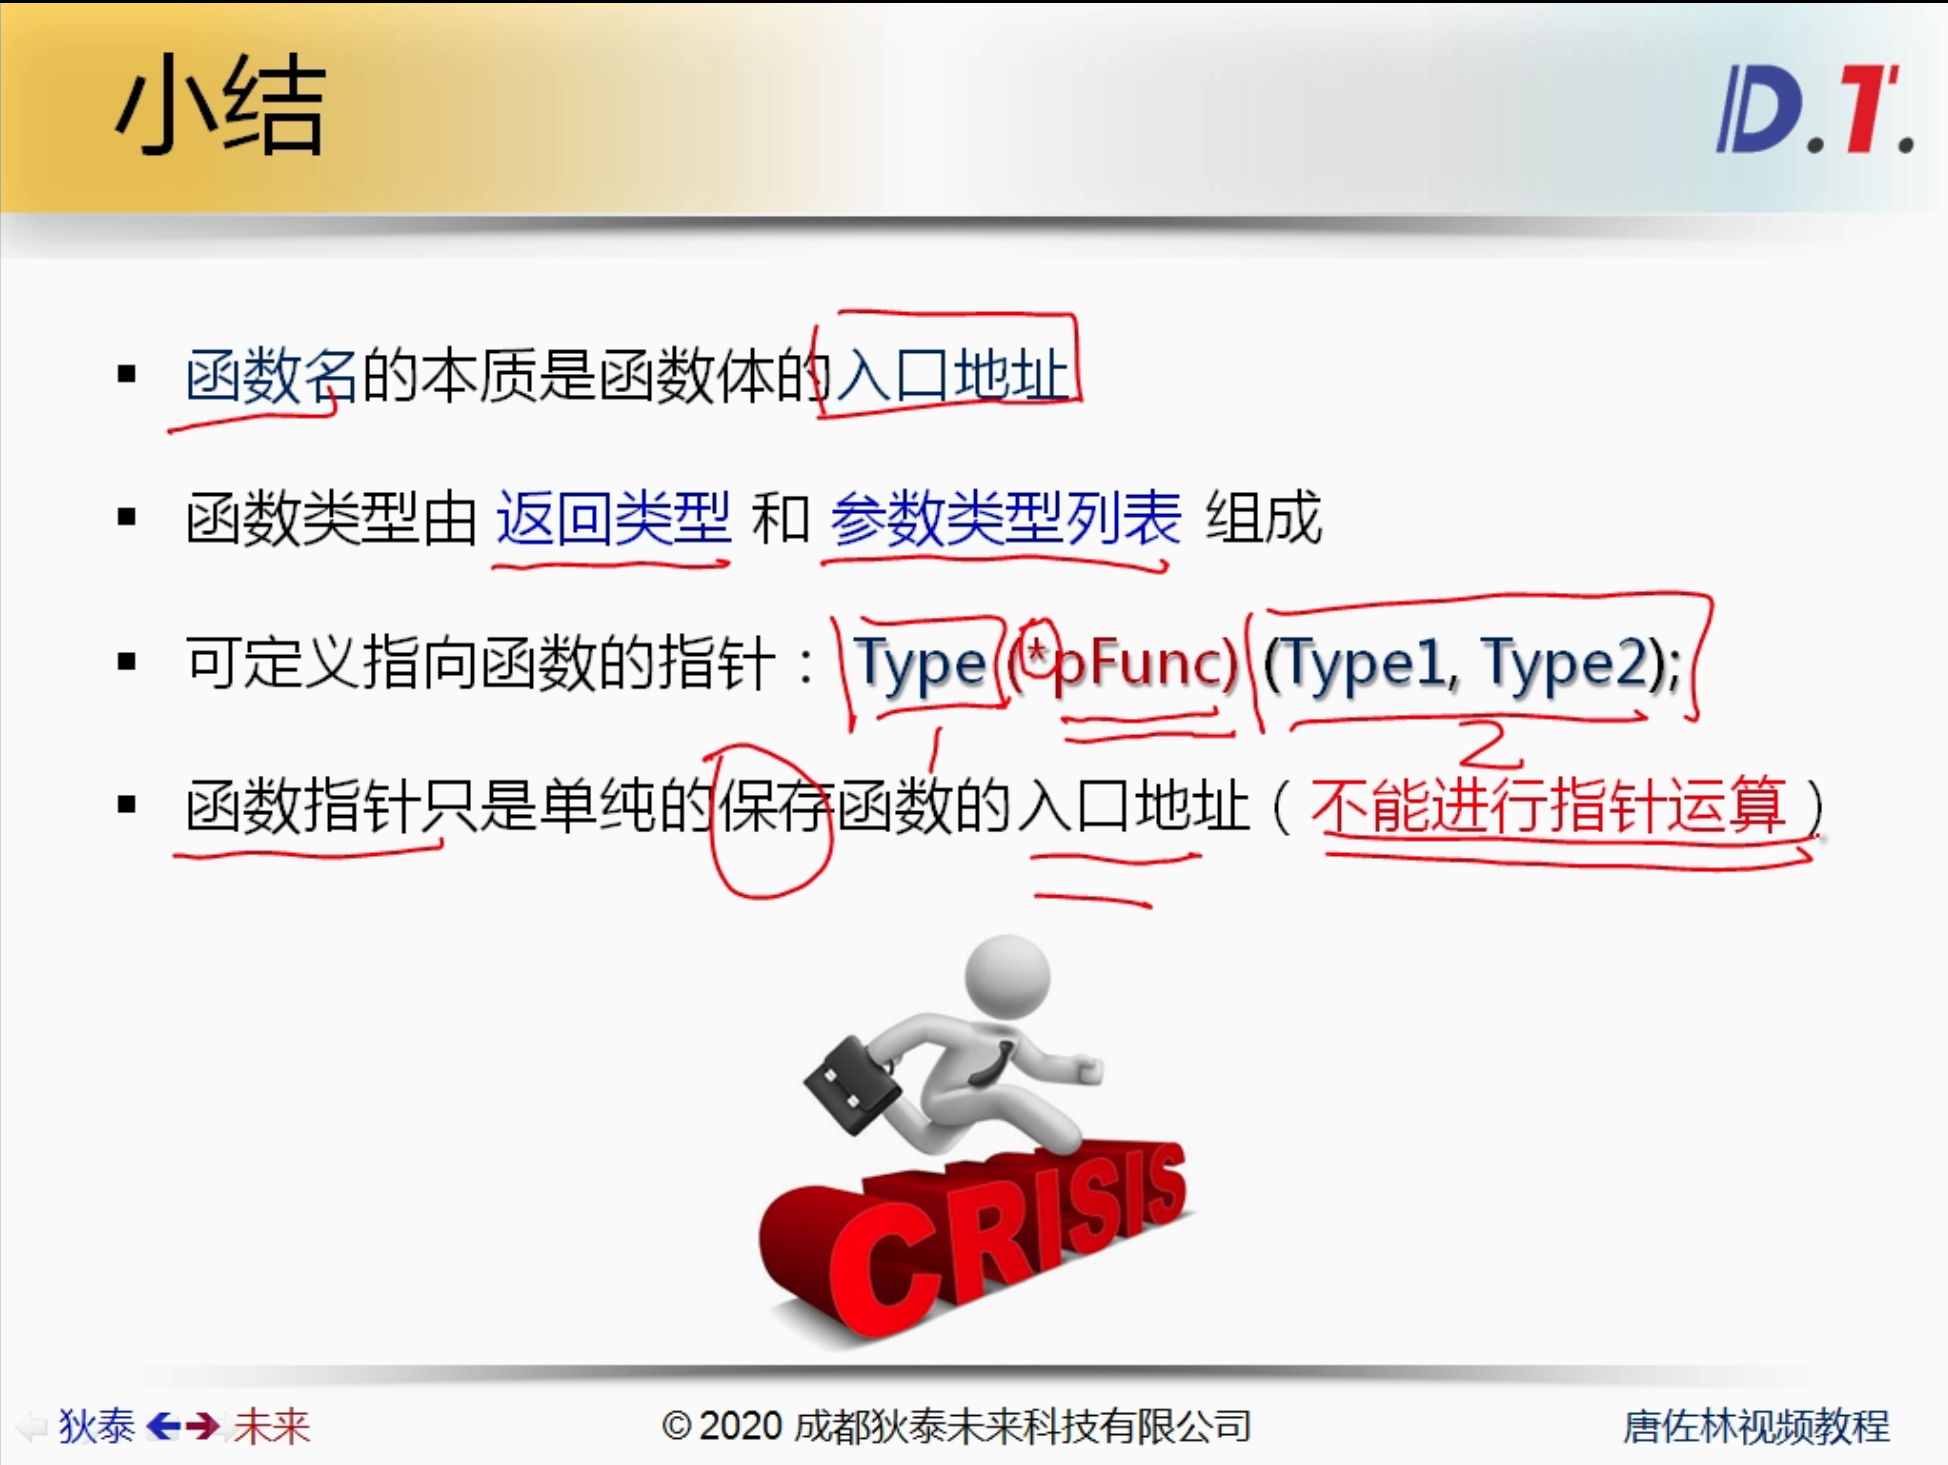 小结
D.T.
函数名的本质是函数体的入口地址
函数类型由 返回类型 和 参数类型列表 组成
可定义指向函数的指针：Type (*pFunc) (Type1, Type2);
1
2
函数指针只是单纯的保存函数的入口地址（不能进行指针运算）
CRISIS
狄泰 未来
© 2020 成都狄泰未来科技有限公司
唐佐林视频教程